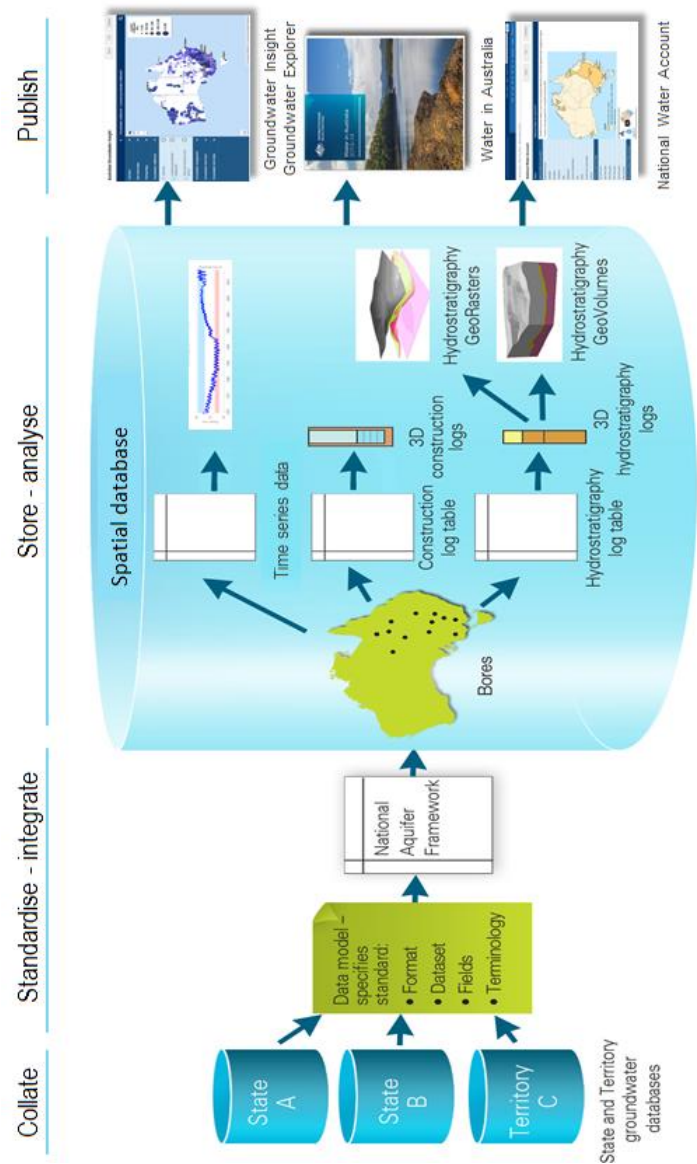 Collate
Standardise - integrate
Store - analyse
Publish
State
A
State
B
Territory
C
State and Territory
groundwater
databases
Data model –
specifies
standard:
• Format
• Dataset
• Fields
• Terminology
National
Aquifer
Framework
Spatial database
Bores
Time series data
Construction
log table
3D
construction
logs
Hydrostratigraphy
log table
3D
hydrostratigraphy
logs
Hydrostratigraphy
GeoRasters
Hydrostratigraphy
GeoVolumes
Groundwater Insight
Groundwater Explorer
Water in Australia
Water in Australia
National Water Account